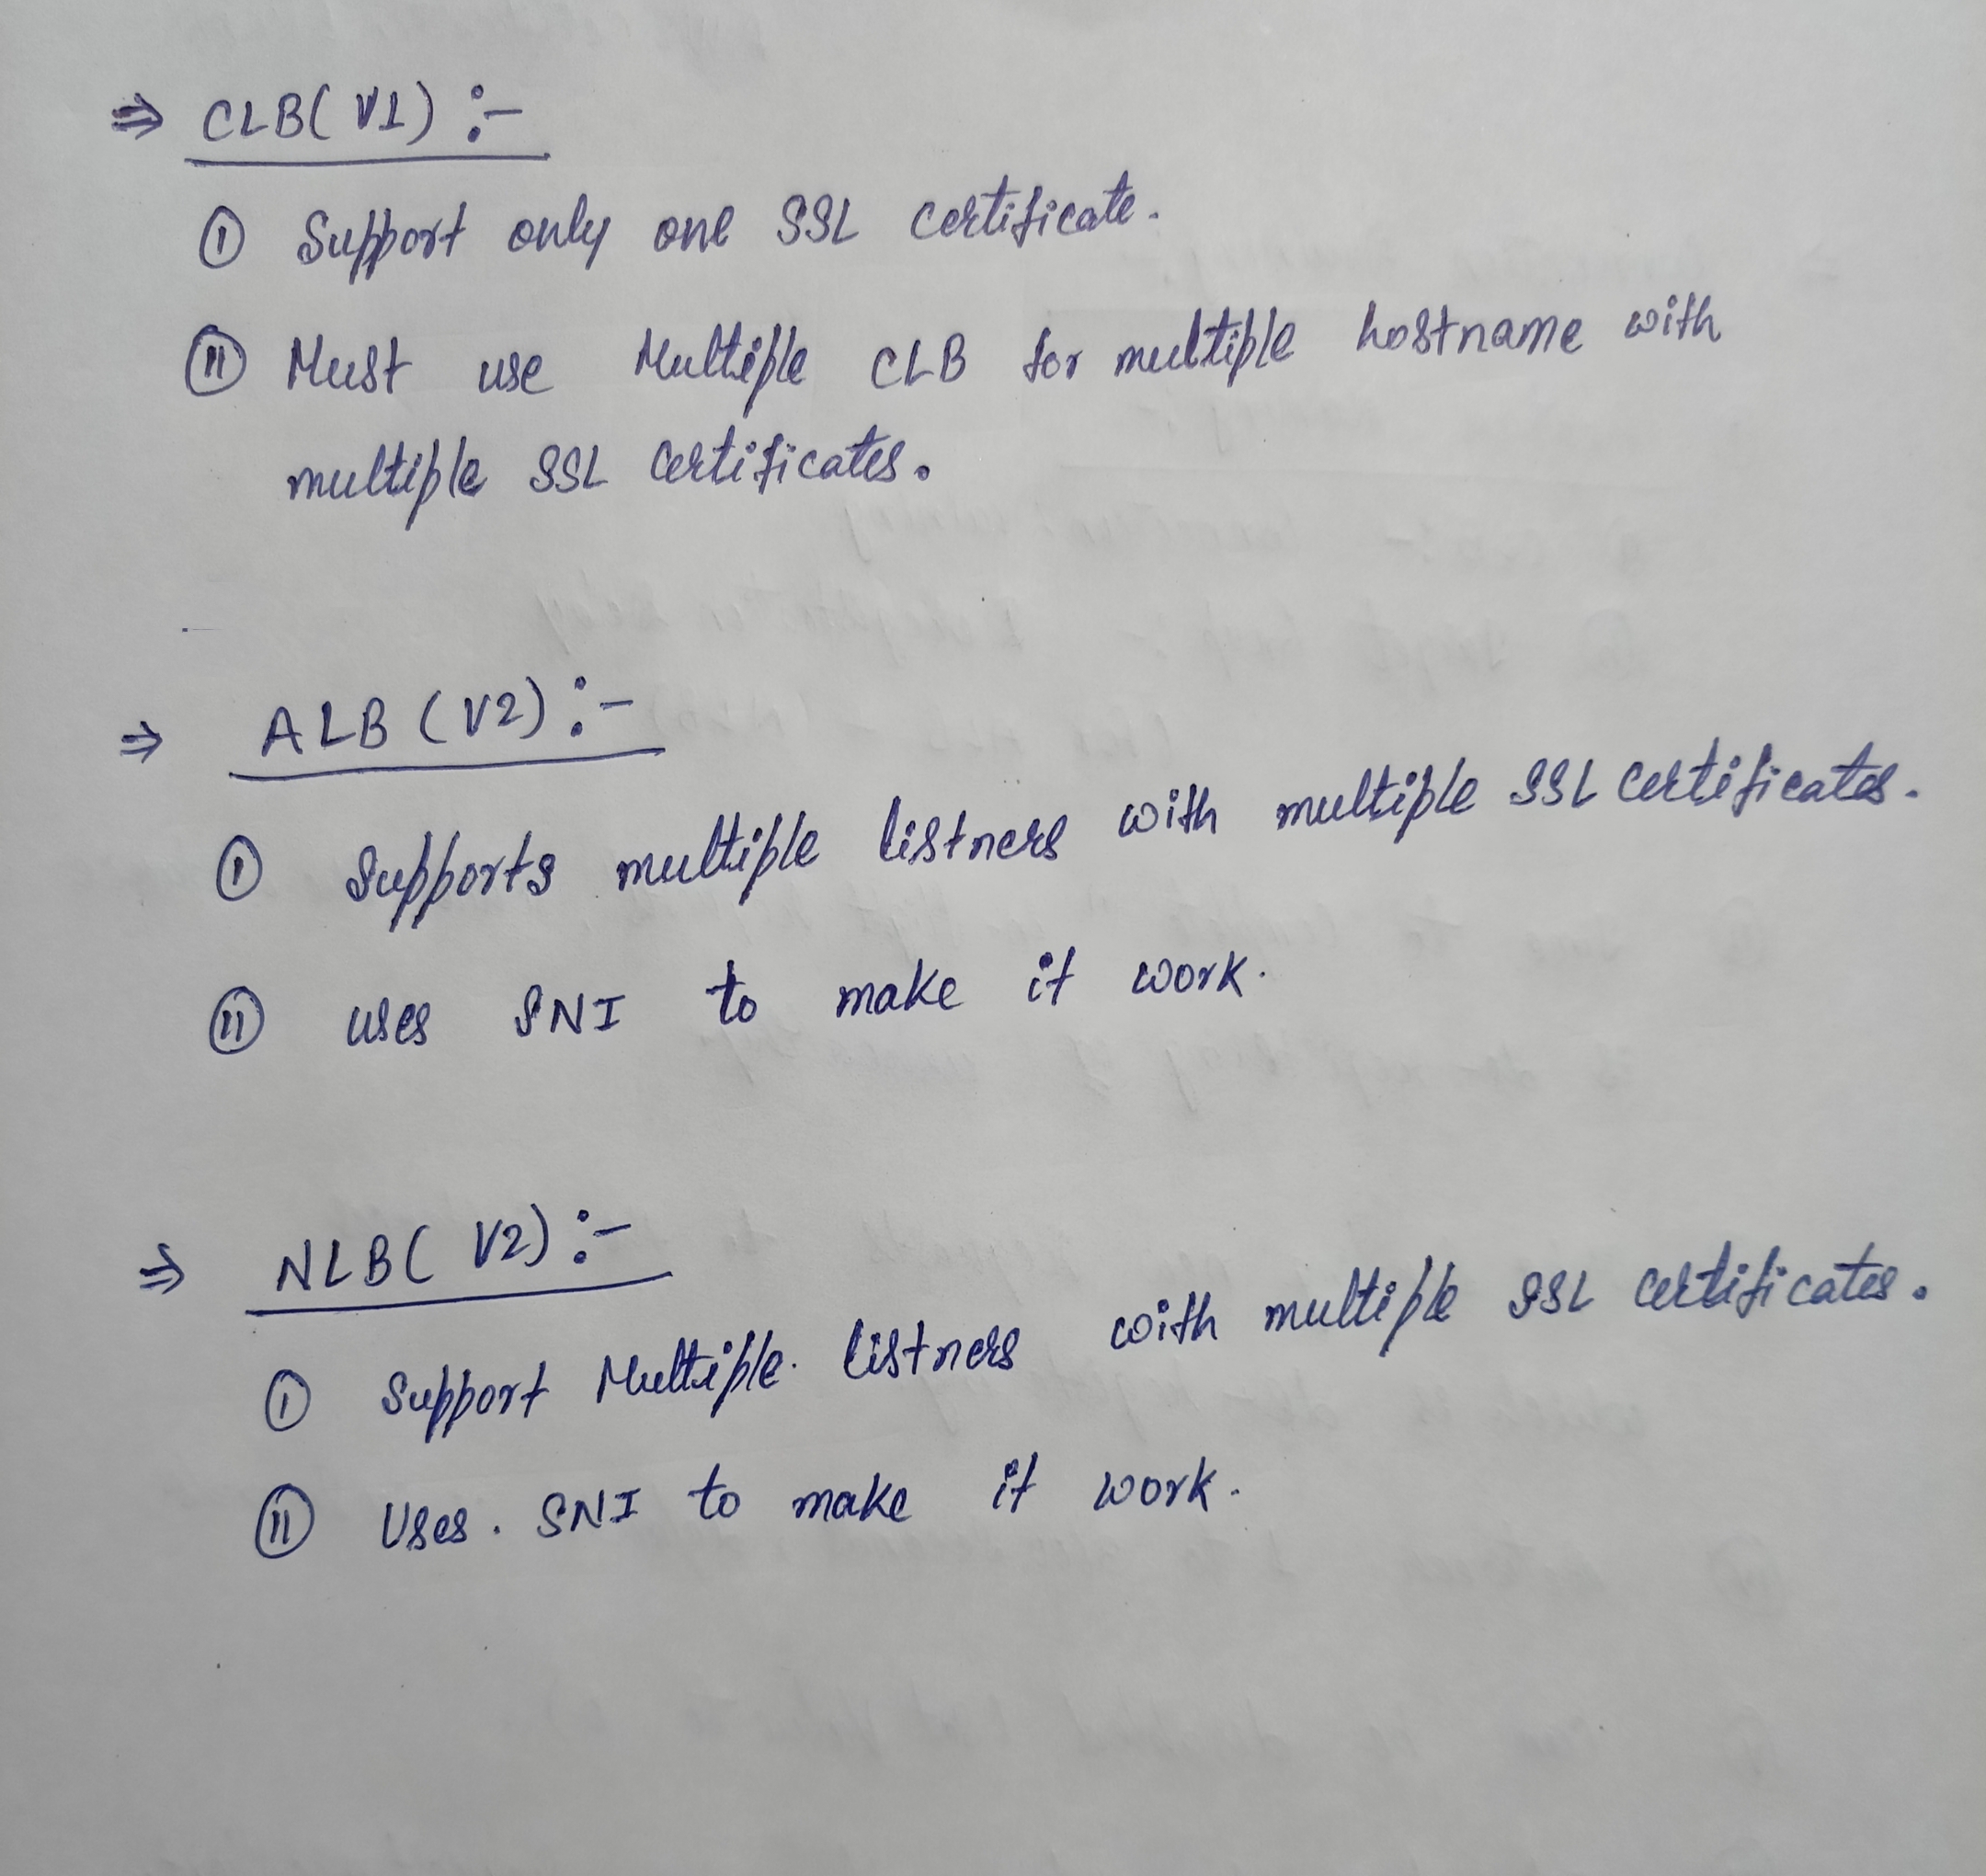 ⇒ CLB( V1) :-
(I) Support only one SSL certificate.
(II) Must use Multiple CLB for multiple hostname with
multiple SSL Certificates.
⇒ ALB (V2) :-
(I) Supports multiple listners with multiple SSL Certificates.
(II) uses SNI to make it work.
⇒ NLB( V2) :-
(I) Support Multiple. listners with multiple SSL certificates.
(II) Uses. SNI to make it work.